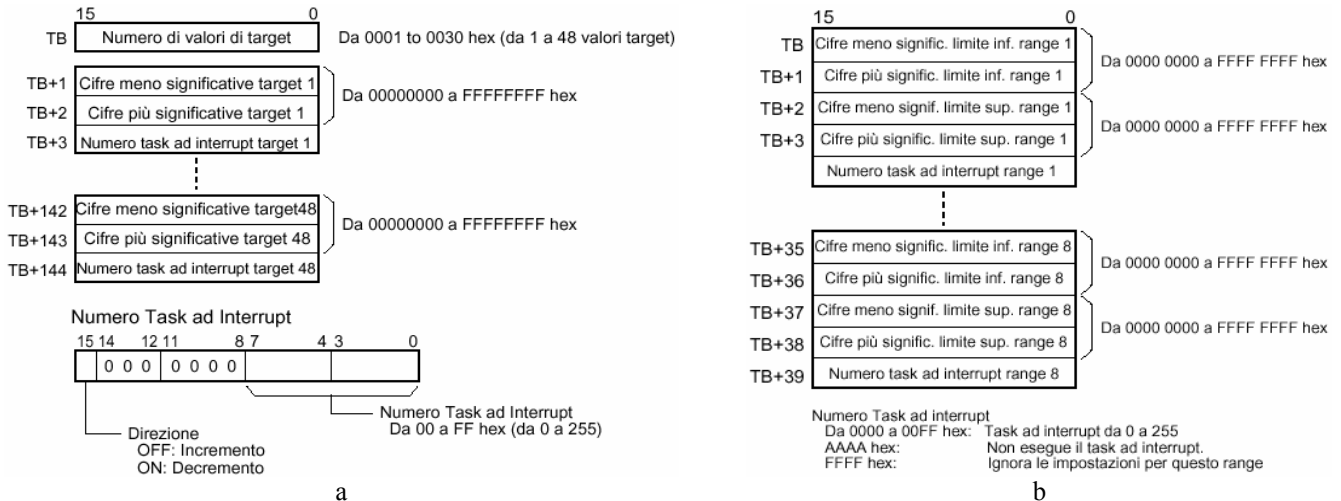 15 0
TB Numero di valori di target Da 0001 to 0030 hex (da 1 a 48 valori target)
TB+1 Cifre meno significative target 1
TB+2 Cifre più significative target 1
Da 00000000 a FFFFFFFF hex
TB+3 Numero task ad interrupt target 1
TB+142 Cifre meno significative target48
TB+143 Cifre più significative target 48
Da 00000000 a FFFFFFFF hex
TB+144 Numero task ad interrupt target 48
Numero Task ad Interrupt
15 14 12 11 8 7 4 3 0
0 0 0 0 0 0 0
Numero Task ad Interrupt
Da 00 a FF hex (da 0 a 255)
Direzione
OFF: Incremento
ON: Decremento
a
15 0
TB Cifre meno signific. limite inf. range 1
TB+1 Cifre più signific. limite inf. range 1
Da 0000 0000 a FFFF FFFF hex
TB+2 Cifre meno signif. limite sup. range 1
TB+3 Cifre più signific. limite sup. range 1
Da 0000 0000 a FFFF FFFF hex
Numero task ad interrupt range 1
TB+35 Cifre meno signific. limite inf. range 8
TB+36 Cifre più signific. limite inf. range 8
Da 0000 0000 a FFFF FFFF hex
TB+37 Cifre meno signif. limite sup. range 8
TB+38 Cifre più signific. limite sup. range 8
Da 0000 0000 a FFFF FFFF hex
TB+39 Numero task ad interrupt range 8
Numero Task ad interrupt
Da 0000 a 00FF hex: Task ad interrupt da 0 a 255
AAAA hex: Non esegue il task ad interrupt.
FFFF hex: Ignora le impostazioni per questo range
b